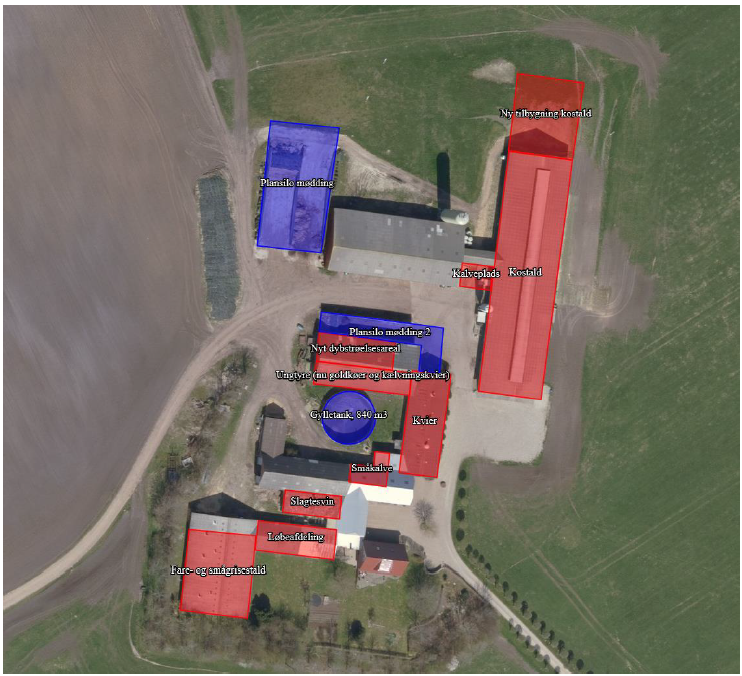 Ny tilbygning kostald
Plansilo mødding
Kalveplads
Kostald
Plansilo mødding 2
Nyt dybstrøelsesareal
Ungtyre (nu goldkøer og kælvningskvier)
Gylletank, 840 m3
Kvier
Småkalve
Slagtesvin
Løbeafdeling
Fare- og smågrisestald